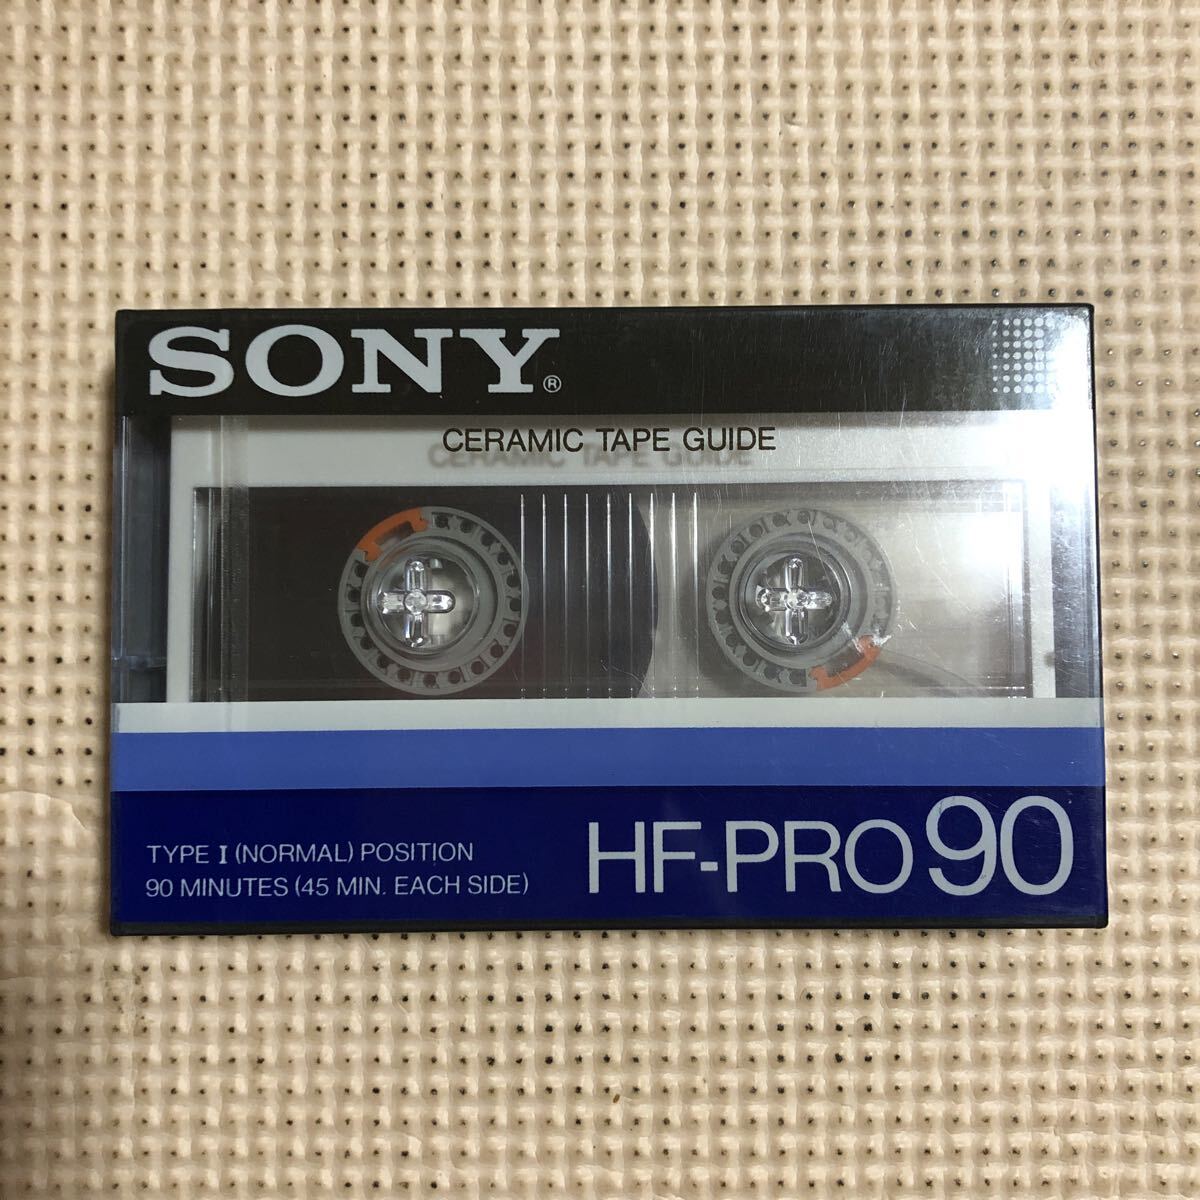 SONY®
CERAMIC TAPE GUIDE
TYPE I (NORMAL) POSITION
90 MINUTES (45 MIN. EACH SIDE)
HF-PRO 90